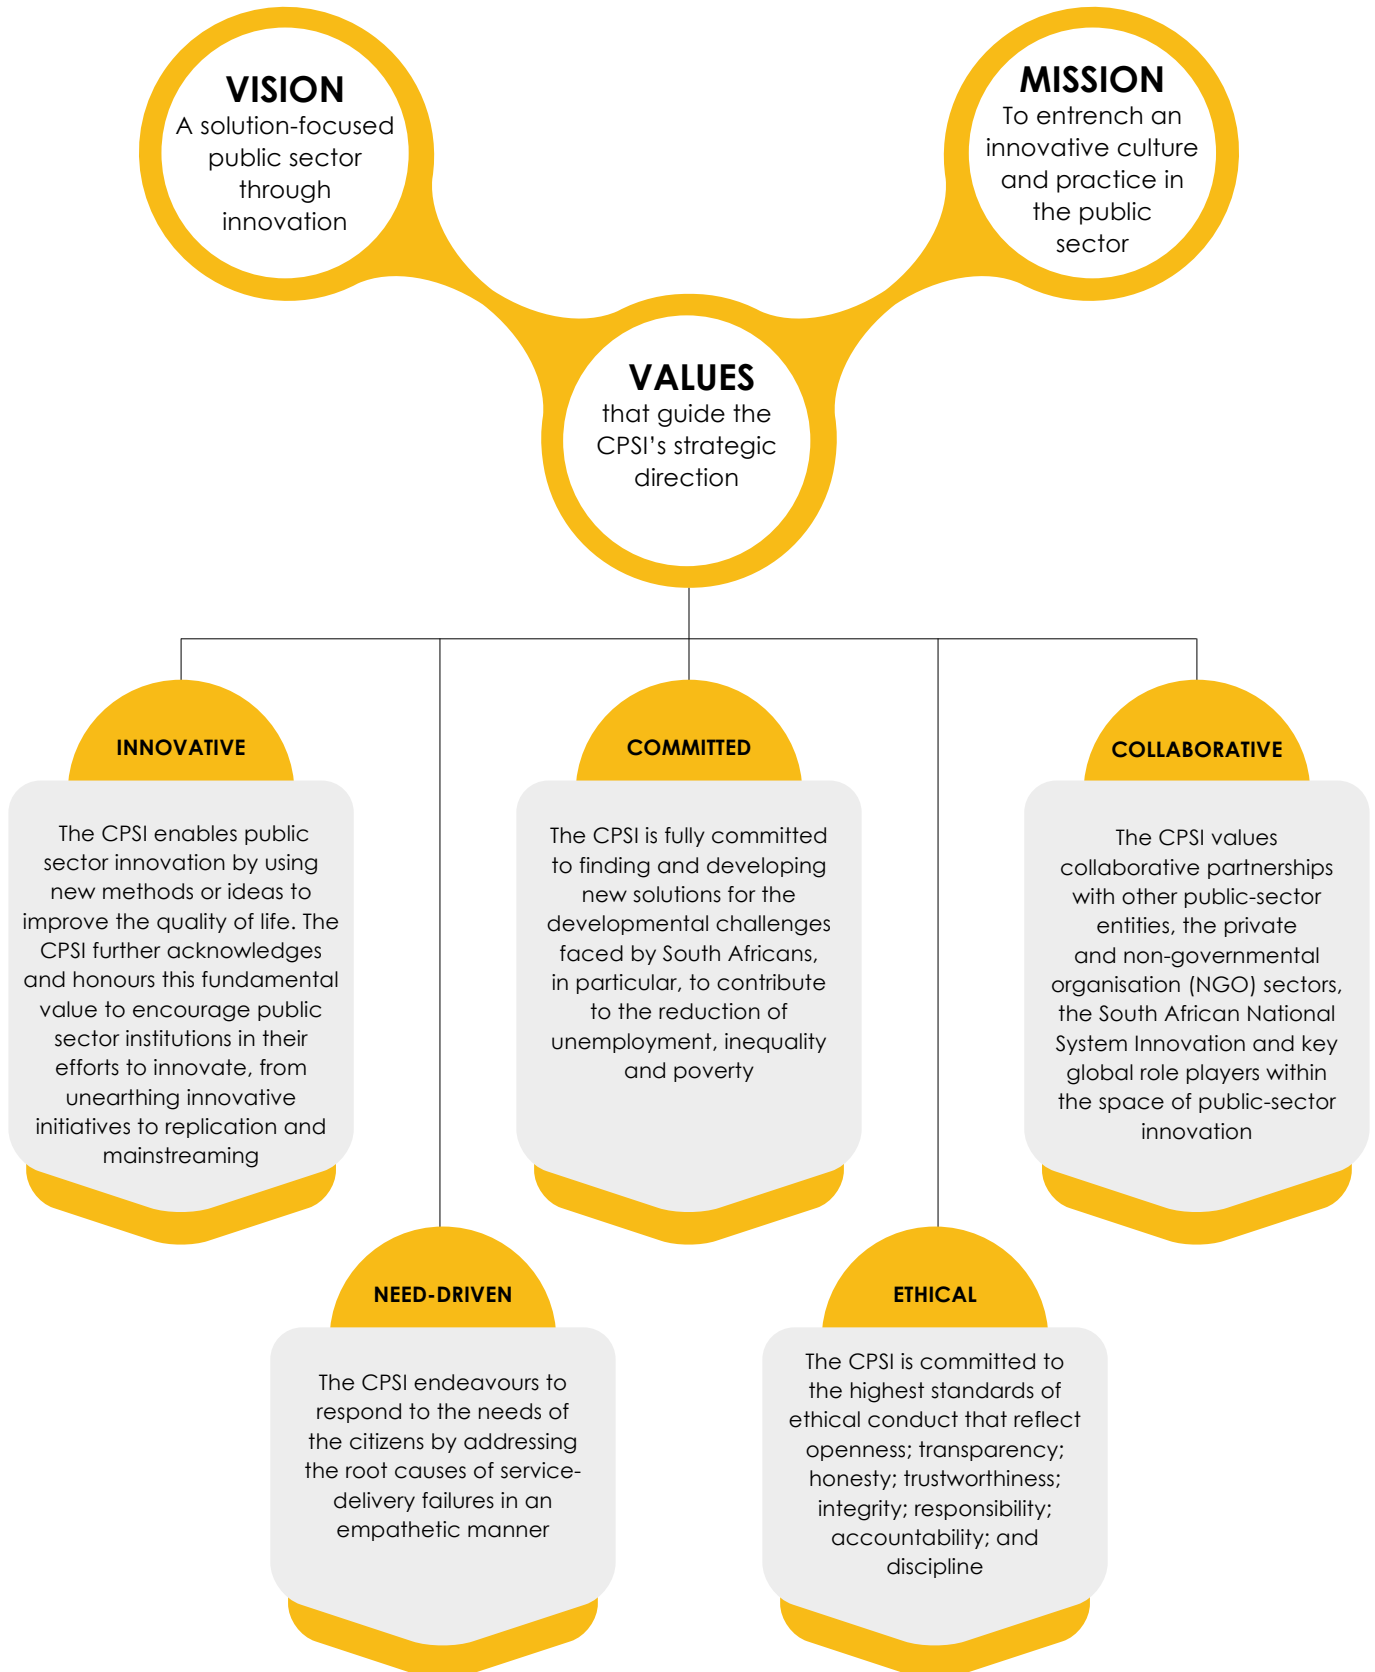 VISION
A solution-focused
public sector
through
innovation
MISSION
To entrench an
innovative culture
and practice in
the public
sector
VALUES
that guide the
CPSI's strategic
direction
INNOVATIVE
The CPSI enables public
sector innovation by using
new methods or ideas to
improve the quality of life. The
CPSI further acknowledges
and honours this fundamental
value to encourage public
sector institutions in their
efforts to innovate, from
unearthing innovative
initiatives to replication and
mainstreaming
COMMITTED
The CPSI is fully committed
to finding and developing
new solutions for the
developmental challenges
faced by South Africans,
in particular, to contribute
to the reduction of
unemployment, inequality
and poverty
COLLABORATIVE
The CPSI values
collaborative partnerships
with other public-sector
entities, the private
and non-governmental
organisation (NGO) sectors,
the South African National
System Innovation and key
global role players within
the space of public-sector
innovation
NEED-DRIVEN
The CPSI endeavours to
respond to the needs of
the citizens by addressing
the root causes of service-
delivery failures in an
empathetic manner
ETHICAL
The CPSI is committed to
the highest standards of
ethical conduct that reflect
openness; transparency;
honesty; trustworthiness;
integrity; responsibility;
accountability; and
discipline